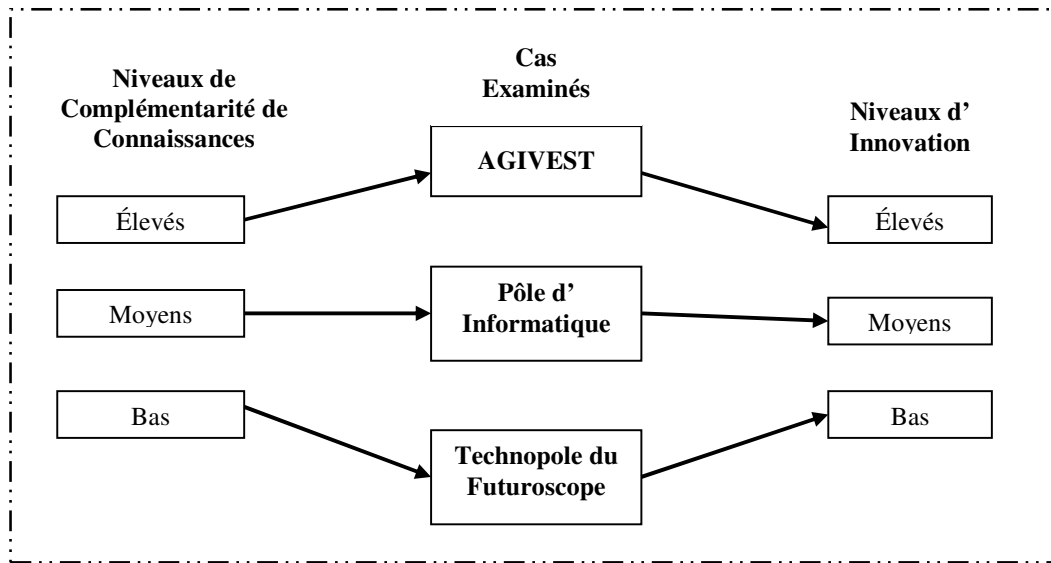 Niveaux de
Complémentarité de
Connaissances
Élevés
Moyens
Bas
Cas
Examinés
AGIVEST
Pôle d’
Informatique
Technopole du
Futuroscope
Niveaux d’
Innovation
Élevés
Moyens
Bas